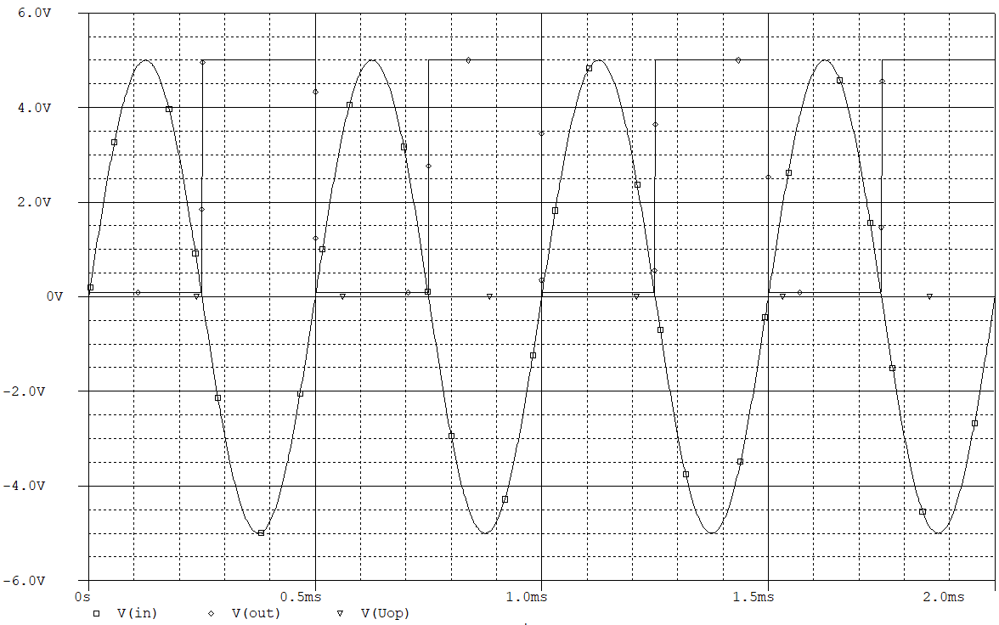 6.0V
4.0V
2.0V
0V
-2.0V
-4.0V
-6.0V
0s 0.5ms 1.0ms 1.5ms 2.0ms
V(in) V(out) V(Uop)